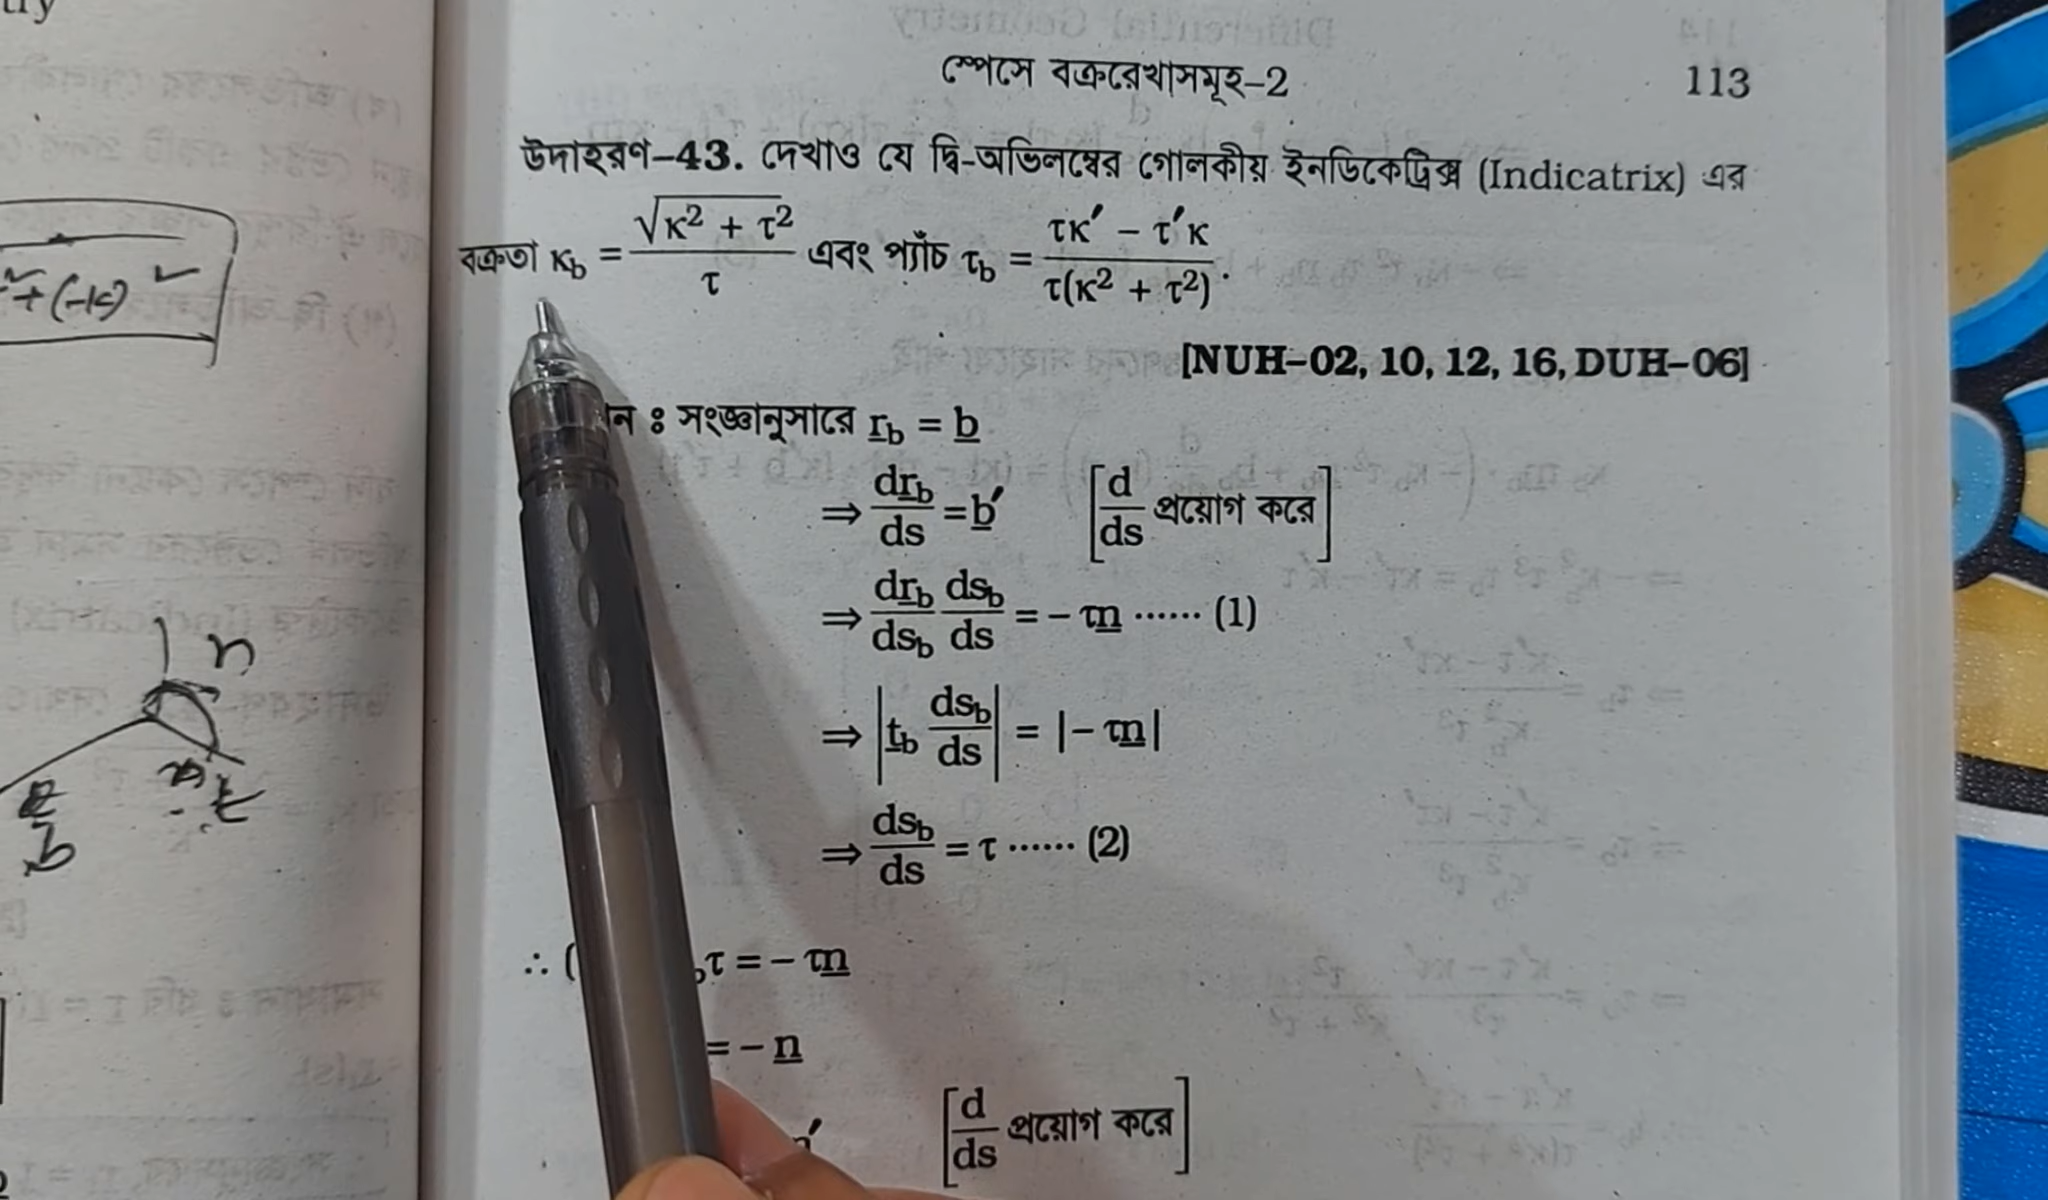 স্পেসে বক্ররেখাসমূহ–2 113
উদাহরণ–43. দেখাও যে দ্বি-অভিলম্বের গোলকীয় ইনডিকেট্রিক্স (Indicatrix) এর
বক্রতা κ_b = √(κ² + τ²) / τ এবং প্যাঁচ τ_b = (τκ′ – τ′κ) / (τ(κ² + τ²)).
[NUH–02, 10, 12, 16, DUH–06]
ন ঃ সংজ্ঞানুসারে r_b = b
⇒ dr_b/ds = b′ [d/ds প্রয়োগ করে]
⇒ dr_b/ds_b ds_b/ds = – τn ...... (1)
⇒ |t_b ds_b/ds| = |– τn|
⇒ ds_b/ds = τ ...... (2)
∴ ( _bτ = – τn
= – n
n′ [d/ds প্রয়োগ করে]
+(-k)
n
t
b